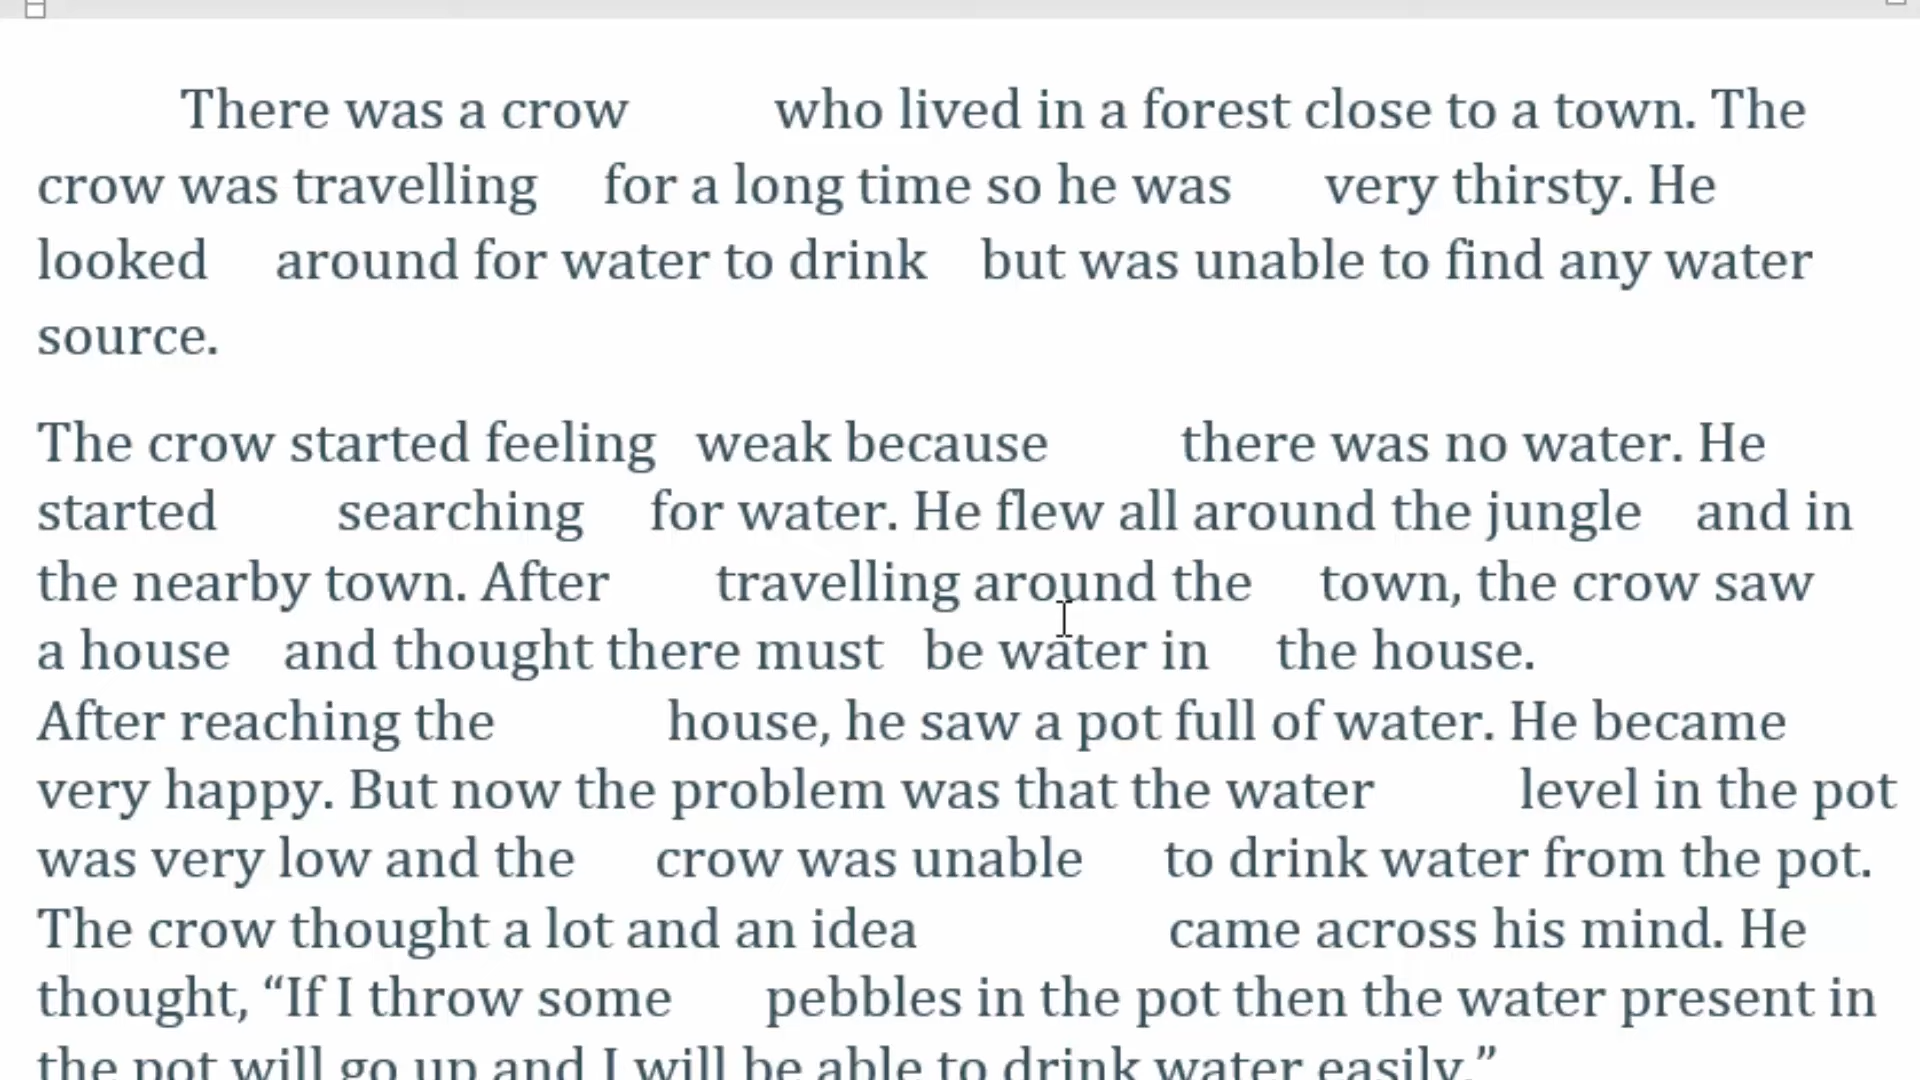 There was a crow who lived in a forest close to a town. The
crow was travelling for a long time so he was very thirsty. He
looked around for water to drink but was unable to find any water
source.
The crow started feeling weak because there was no water. He
started searching for water. He flew all around the jungle and in
the nearby town. After travelling around the town, the crow saw
a house and thought there must be water in the house.
After reaching the house, he saw a pot full of water. He became
very happy. But now the problem was that the water level in the pot
was very low and the crow was unable to drink water from the pot.
The crow thought a lot and an idea came across his mind. He
thought, “If I throw some pebbles in the pot then the water present in
the pot will go up and I will be able to drink water easily.”